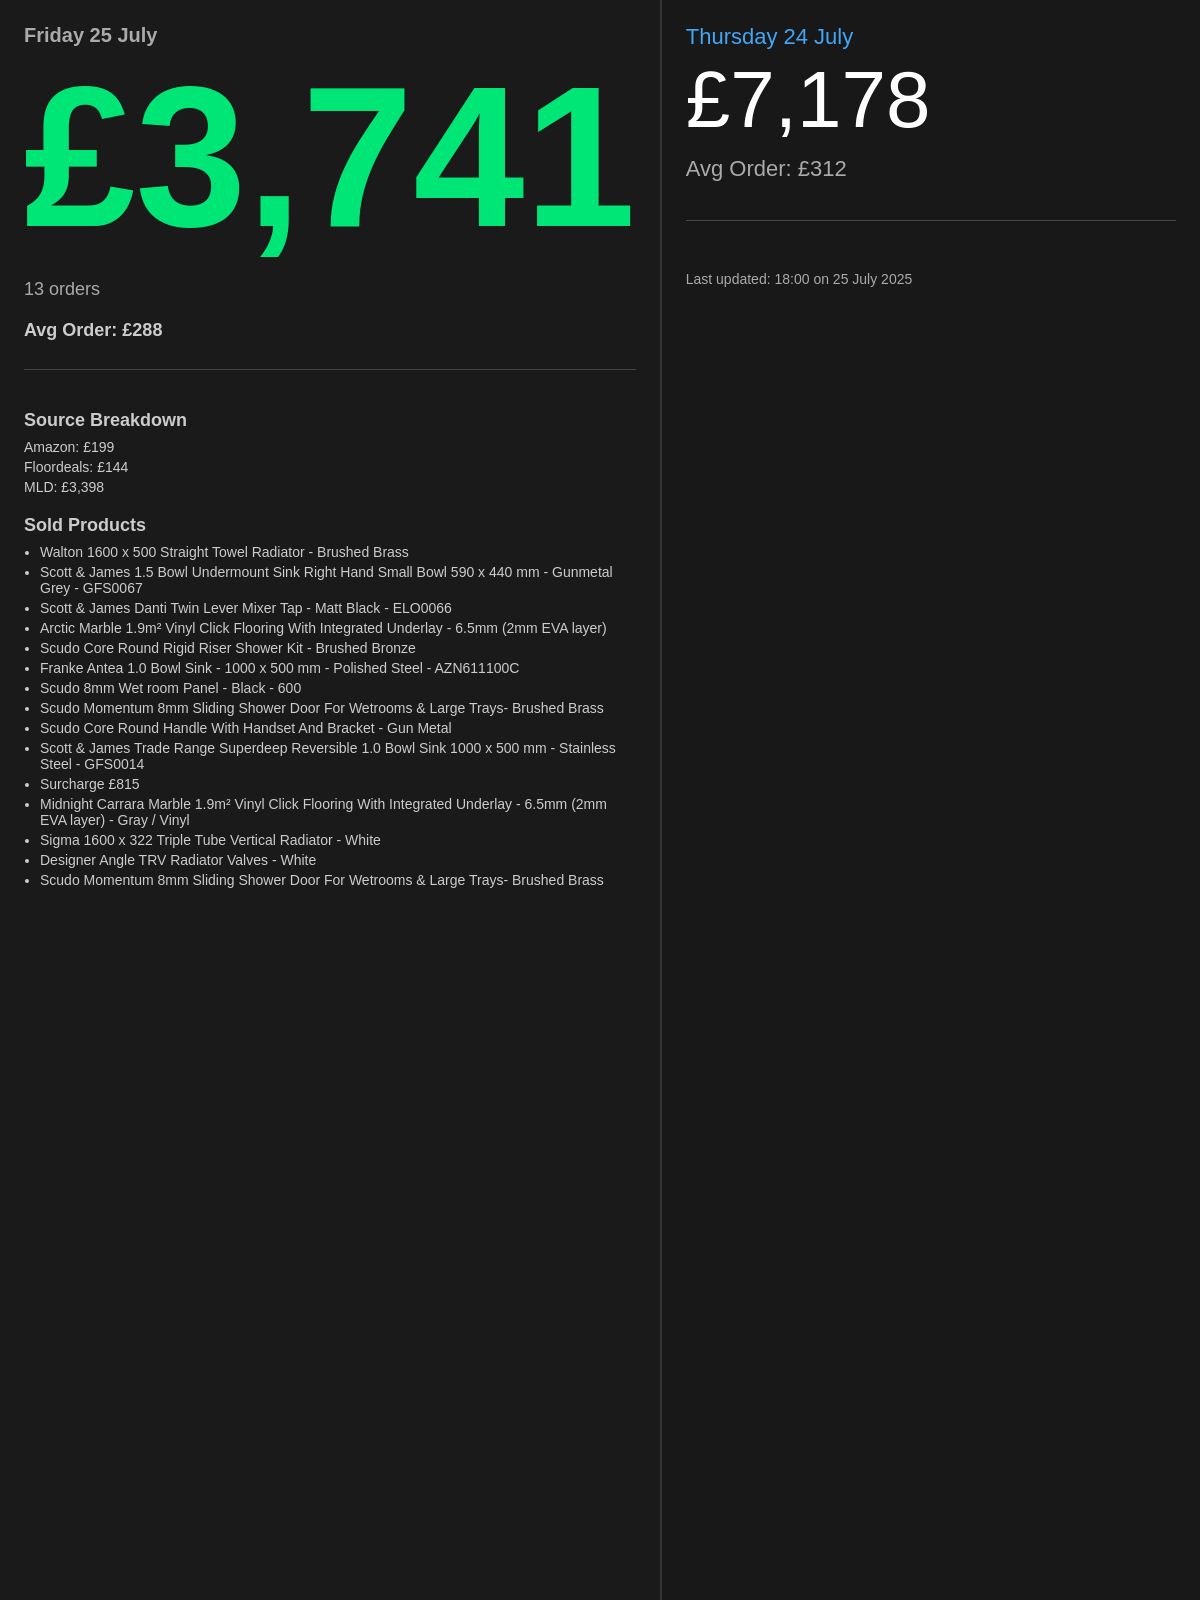 Friday 25 July
£3,741
13 orders
Avg Order: £288
Source Breakdown
Amazon: £199
Floordeals: £144
MLD: £3,398
Sold Products
• Walton 1600 x 500 Straight Towel Radiator - Brushed Brass
• Scott & James 1.5 Bowl Undermount Sink Right Hand Small Bowl 590 x 440 mm - Gunmetal
Grey - GFS0067
• Scott & James Danti Twin Lever Mixer Tap - Matt Black - ELO0066
• Arctic Marble 1.9m² Vinyl Click Flooring With Integrated Underlay - 6.5mm (2mm EVA layer)
• Scudo Core Round Rigid Riser Shower Kit - Brushed Bronze
• Franke Antea 1.0 Bowl Sink - 1000 x 500 mm - Polished Steel - AZN611100C
• Scudo 8mm Wet room Panel - Black - 600
• Scudo Momentum 8mm Sliding Shower Door For Wetrooms & Large Trays- Brushed Brass
• Scudo Core Round Handle With Handset And Bracket - Gun Metal
• Scott & James Trade Range Superdeep Reversible 1.0 Bowl Sink 1000 x 500 mm - Stainless
Steel - GFS0014
• Surcharge £815
• Midnight Carrara Marble 1.9m² Vinyl Click Flooring With Integrated Underlay - 6.5mm (2mm
EVA layer) - Gray / Vinyl
• Sigma 1600 x 322 Triple Tube Vertical Radiator - White
• Designer Angle TRV Radiator Valves - White
• Scudo Momentum 8mm Sliding Shower Door For Wetrooms & Large Trays- Brushed Brass
Thursday 24 July
£7,178
Avg Order: £312
Last updated: 18:00 on 25 July 2025